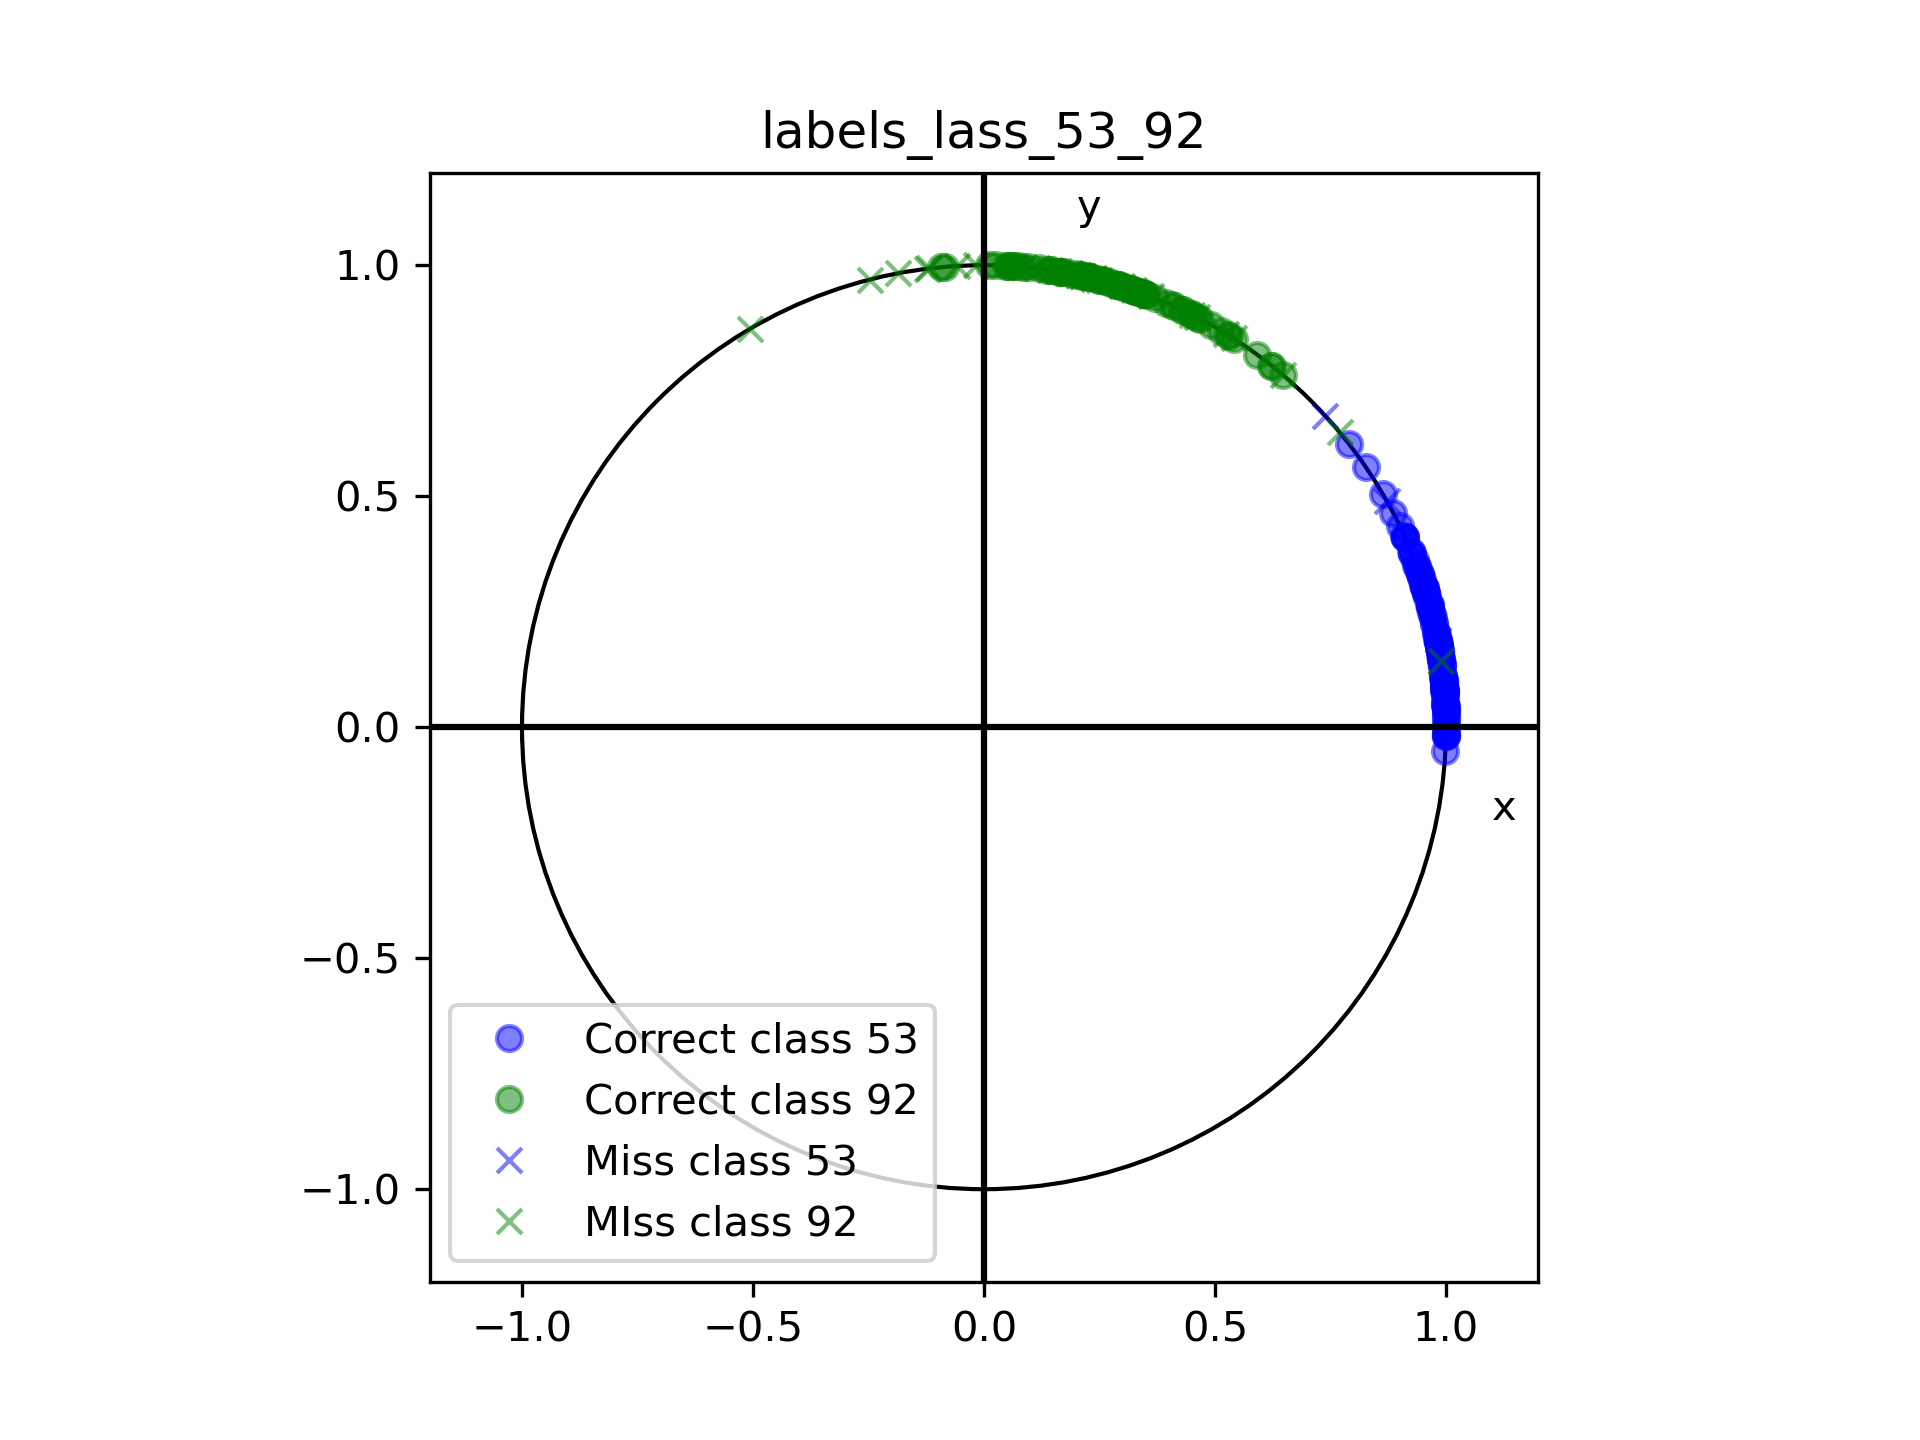 labels_lass_53_92
y
1.0
0.5
0.0
x
−0.5
−1.0
Correct class 53
Correct class 92
Miss class 53
MIss class 92
−1.0 −0.5 0.0 0.5 1.0